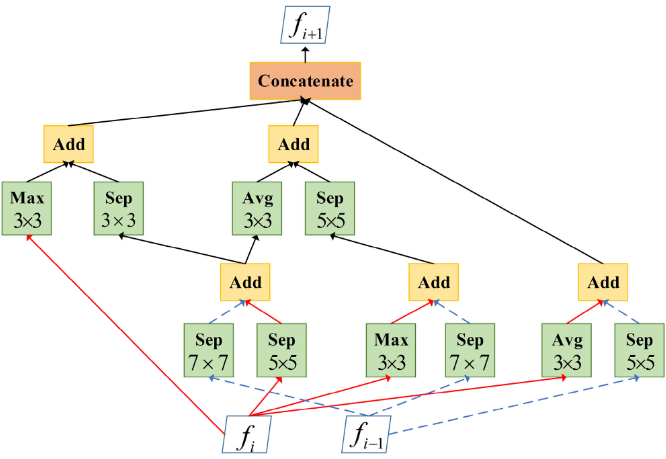 f_{i+1}
Concatenate
Add
Add
Max
3×3
Sep
3×3
Avg
3×3
Sep
5×5
Add
Add
Add
Sep
7×7
Sep
5×5
Max
3×3
Sep
7×7
Avg
3×3
Sep
5×5
f_i
f_{i-1}